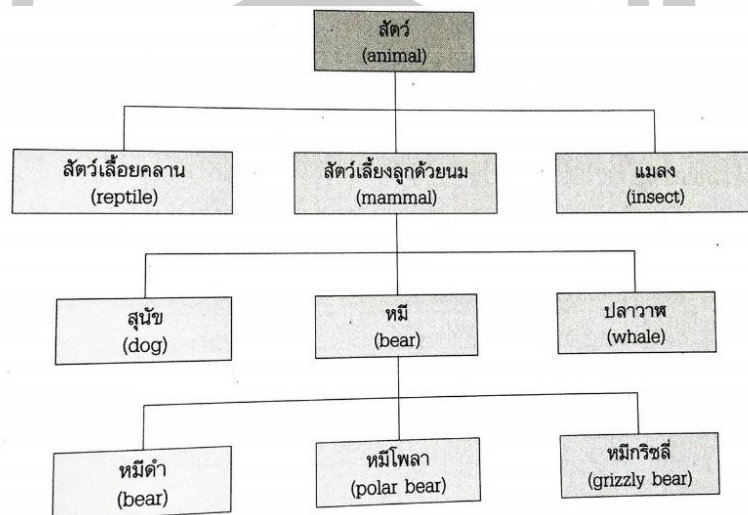 สัตว์
(animal)
สัตว์เลื้อยคลาน
(reptile)
สัตว์เลี้ยงลูกด้วยนม
(mammal)
แมลง
(insect)
สุนัข
(dog)
หมี
(bear)
ปลาวาฬ
(whale)
หมีดำ
(bear)
หมีโพลา
(polar bear)
หมีกริซลี่
(grizzly bear)